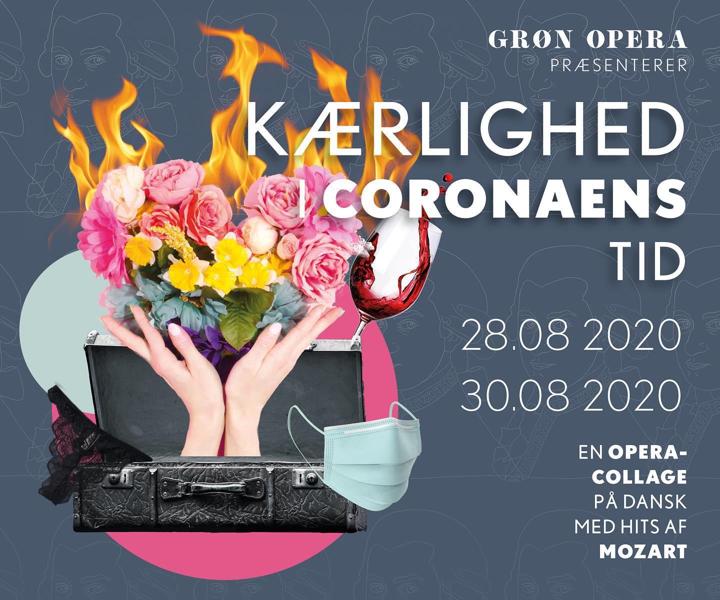 GRØN OPERA
PRÆSENTERER
KÆRLIGHED
I CORONAENS
TID
28.08 2020
30.08 2020
EN OPERA-
COLLAGE
PÅ DANSK
MED HITS AF
MOZART